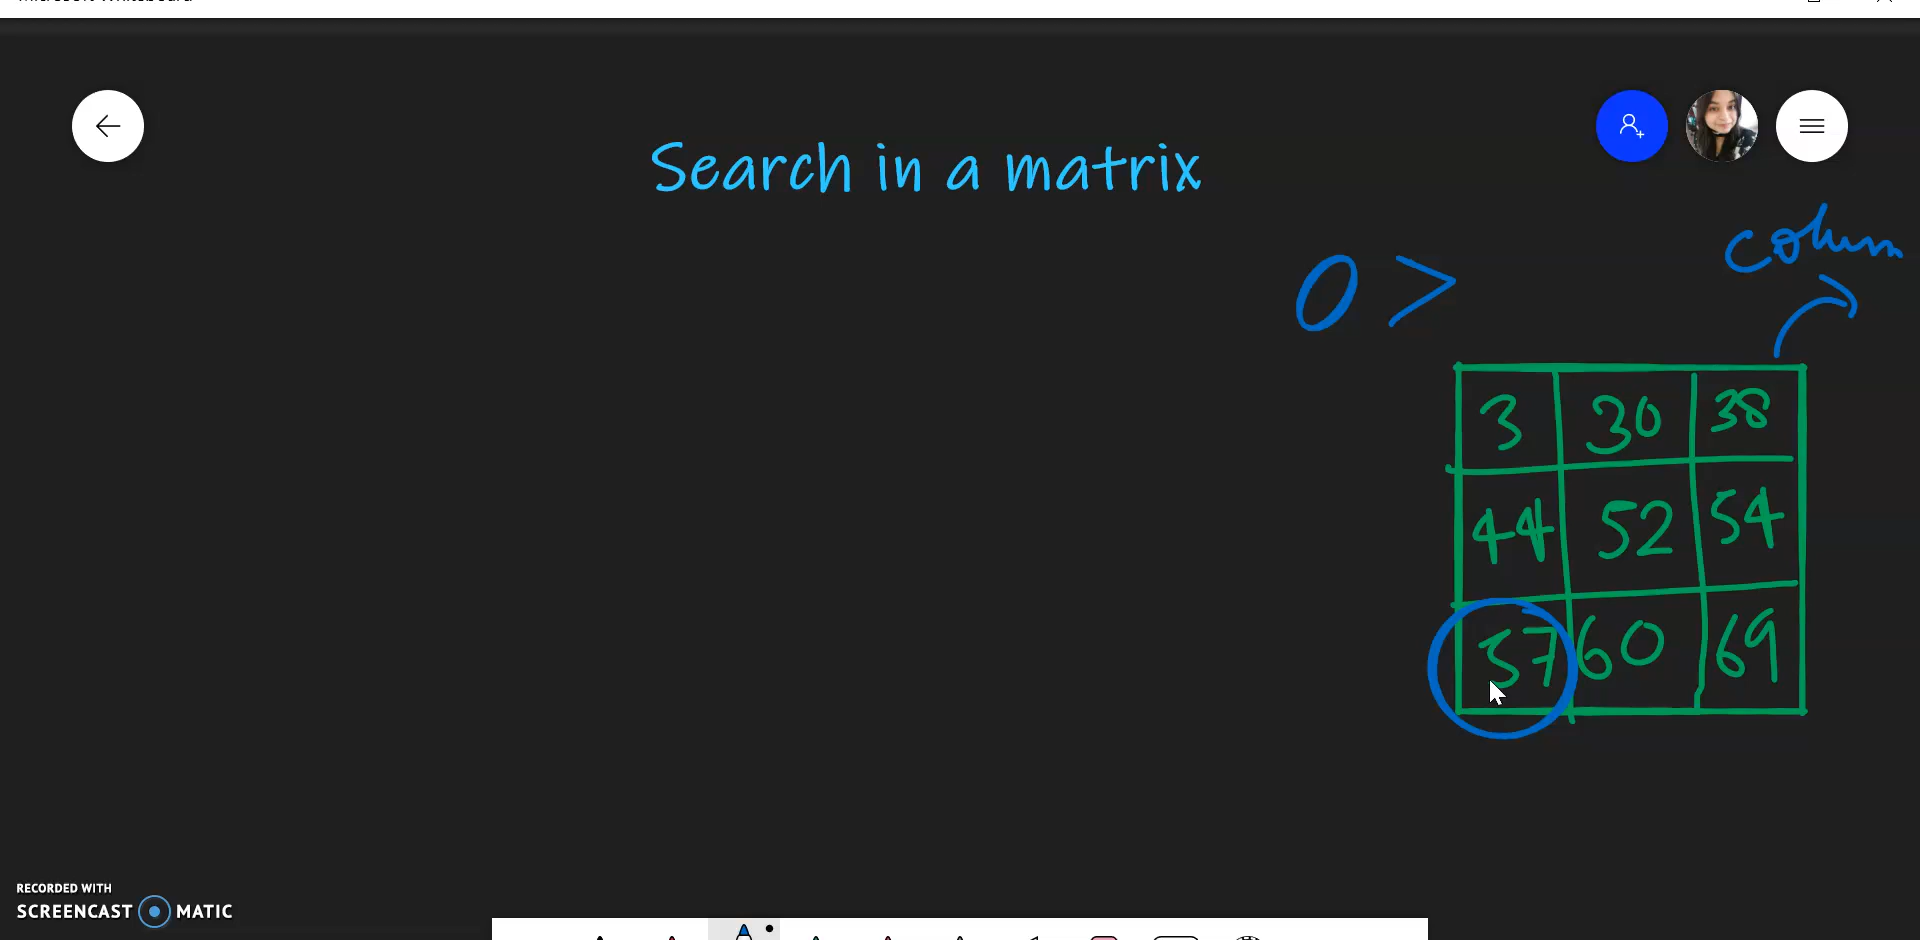 Search in a matrix
colum
0 >
3 30 38
44 52 54
57 60 69
RECORDED WITH
SCREENCAST MATIC